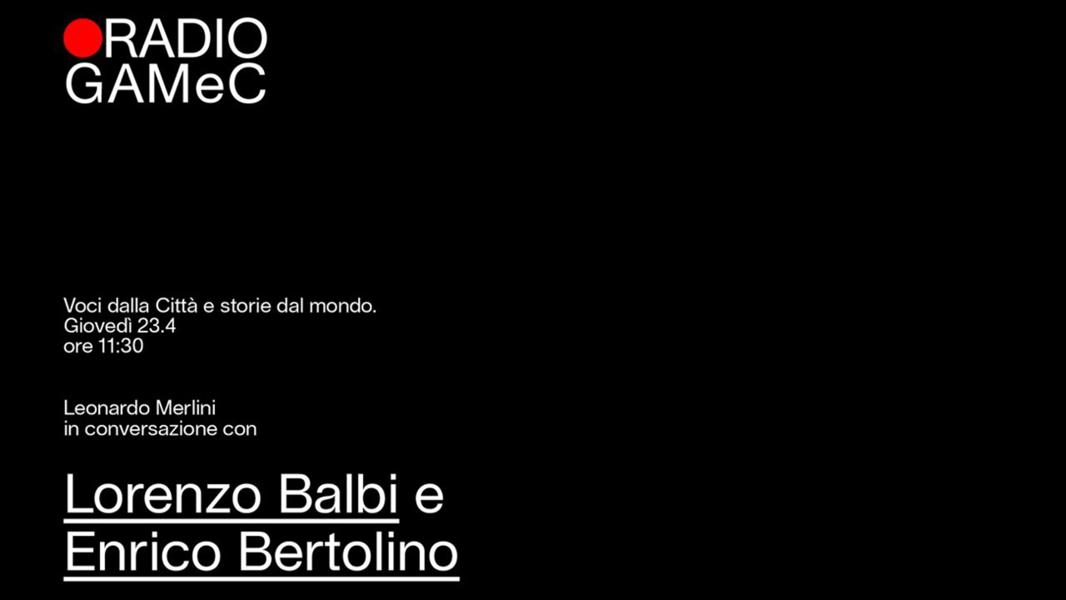 RADIO
GAMeC
Voci dalla Città e storie dal mondo.
Giovedì 23.4
ore 11:30
Leonardo Merlini
in conversazione con
Lorenzo Balbi e
Enrico Bertolino